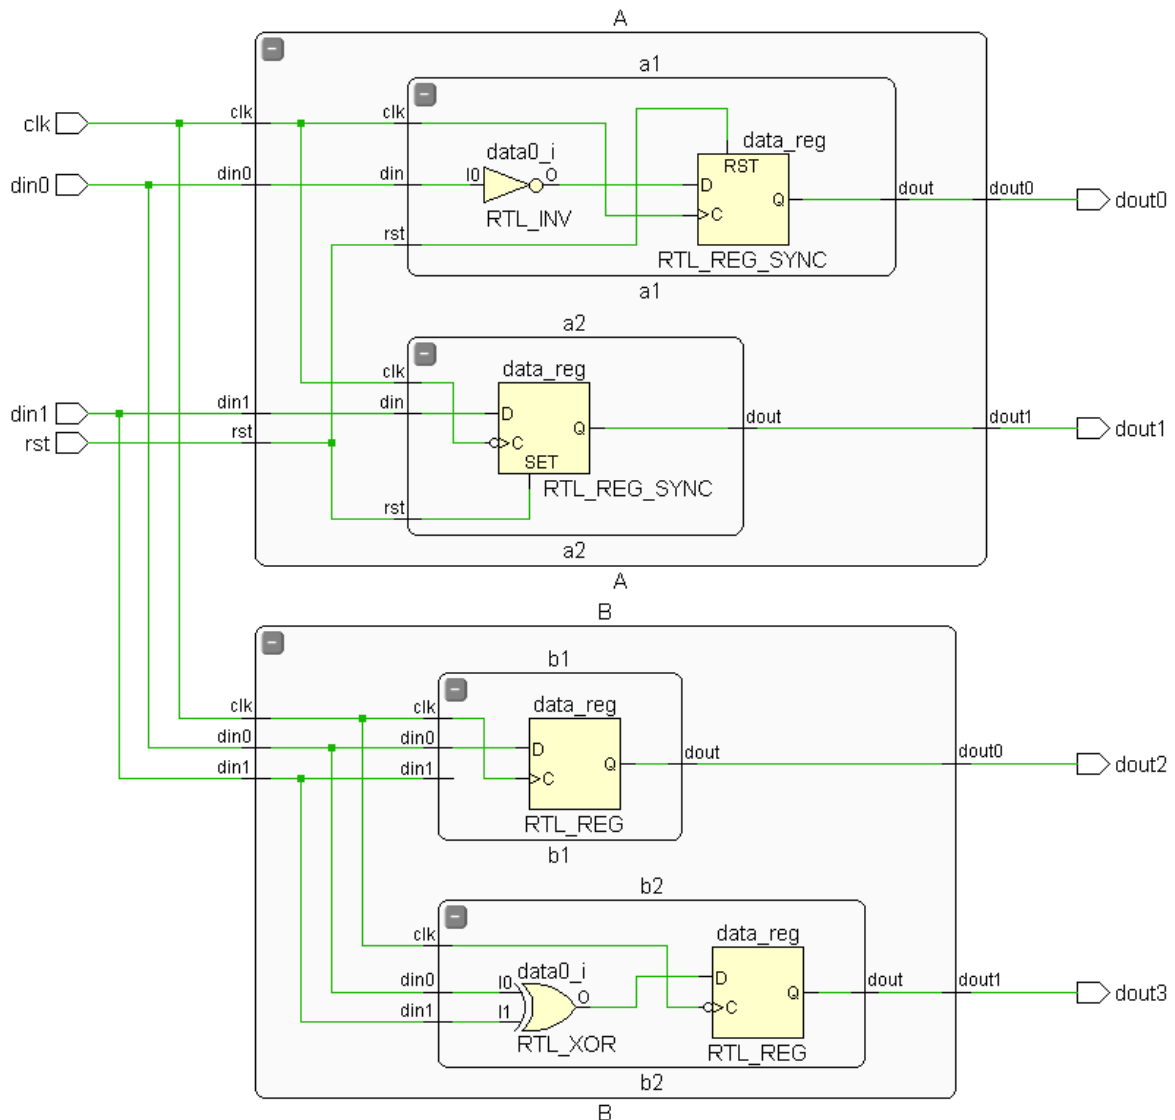 A
a1
clk
clk
clk
data0_i
data_reg
RST
din0
din0
din
I0
O
D
Q
dout
dout0
dout0
C
RTL_INV
rst
RTL_REG_SYNC
a1
a2
clk
data_reg
din1
din1
din
D
Q
dout
dout1
dout1
rst
rst
C
SET
RTL_REG_SYNC
rst
a2
A
B
b1
clk
clk
data_reg
din0
din0
D
Q
dout
dout0
dout2
din1
din1
C
RTL_REG
b1
b2
clk
data_reg
data0_i
din0
I0
O
D
Q
dout
dout1
dout3
din1
I1
C
RTL_XOR
RTL_REG
b2
B